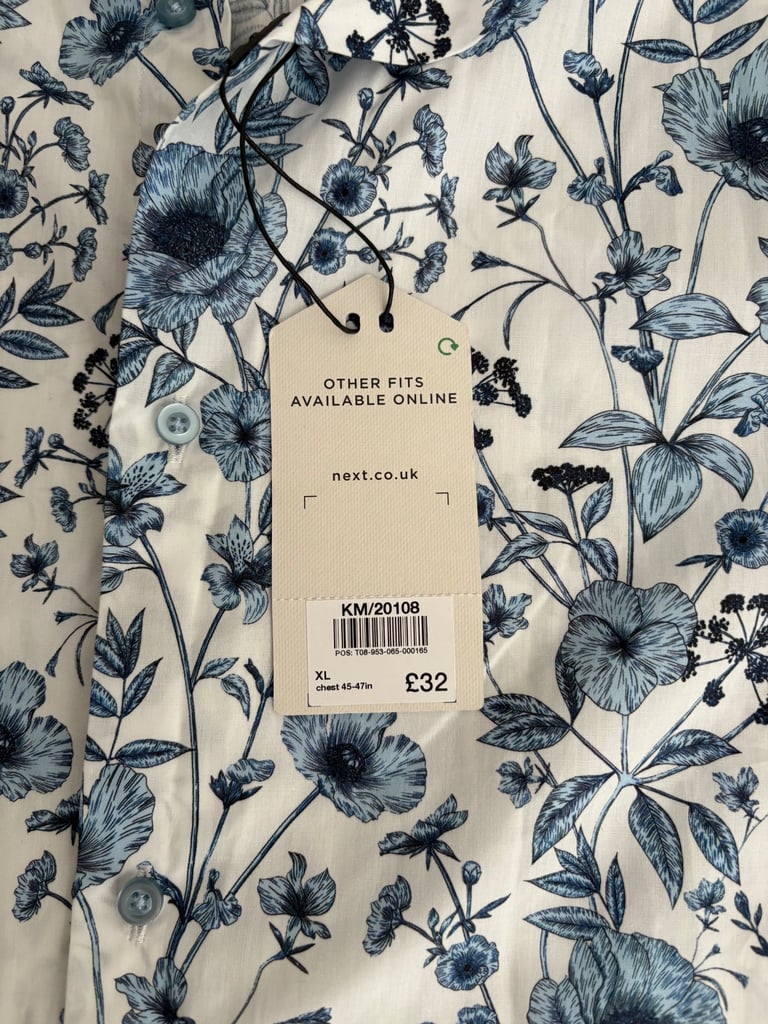 OTHER FITS
AVAILABLE ONLINE
next.co.uk
KM/20108
POS: T08-953-065-000165
XL
chest 45-47in
£32